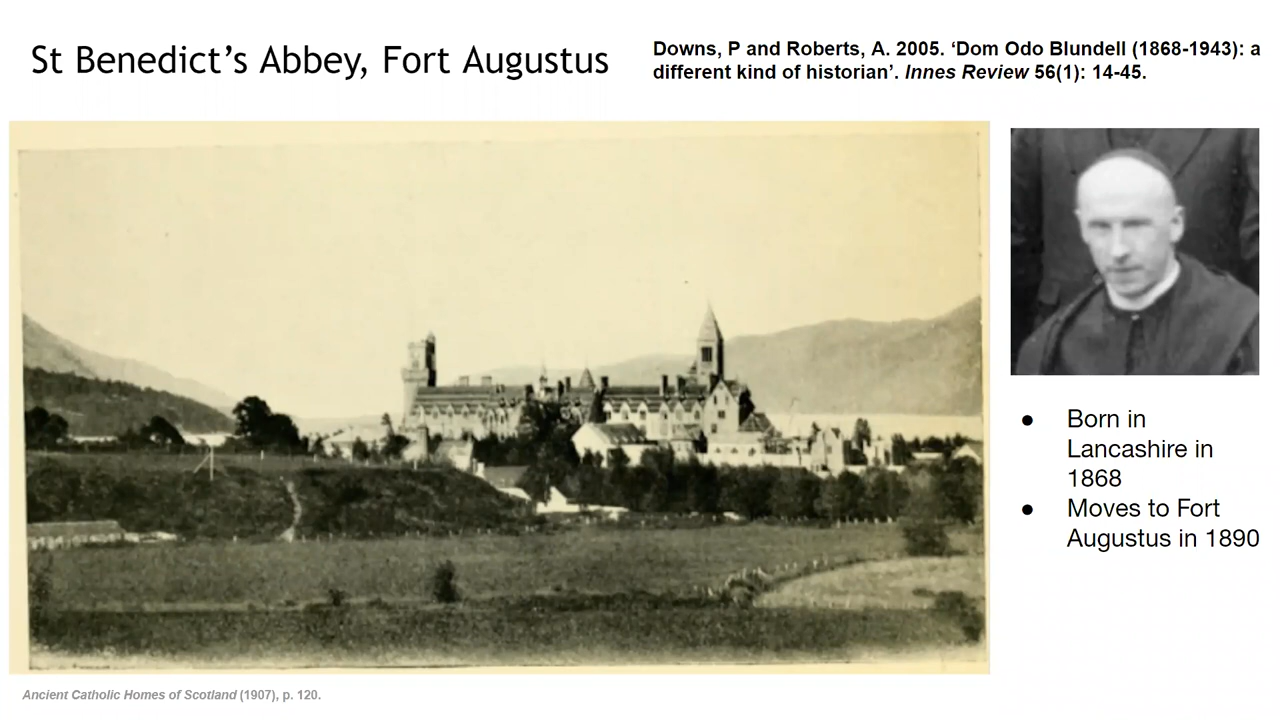 St Benedict’s Abbey, Fort Augustus
Downs, P and Roberts, A. 2005. ‘Dom Odo Blundell (1868-1943): a
different kind of historian’. Innes Review 56(1): 14-45.
● Born in
Lancashire in
1868
● Moves to Fort
Augustus in 1890
Ancient Catholic Homes of Scotland (1907), p. 120.